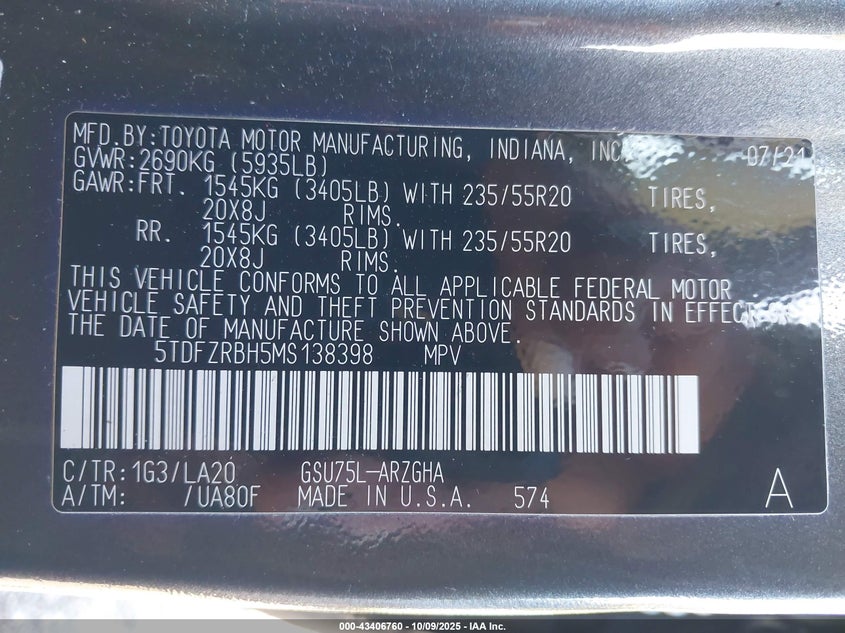 MFD.BY:TOYOTA MOTOR MANUFACTURING, INDIANA, INC. 07/21
GVWR:2690KG (5935LB)
GAWR:FRT. 1545KG (3405LB) WITH 235/55R20 TIRES,
20X8J RIMS.
RR. 1545KG (3405LB) WITH 235/55R20 TIRES,
20X8J RIMS.
THIS VEHICLE CONFORMS TO ALL APPLICABLE FEDERAL MOTOR
VEHICLE SAFETY AND THEFT PREVENTION STANDARDS IN EFFECT
THE DATE OF MANUFACTURE SHOWN ABOVE.
5TDFZRBH5MS138398 MPV
C/TR:1G3/LA20 GSU75L-ARZGHA
A/TM: /UA80F MADE IN U.S.A. 574 A
000-43406760 - 10/09/2025 - IAA Inc.